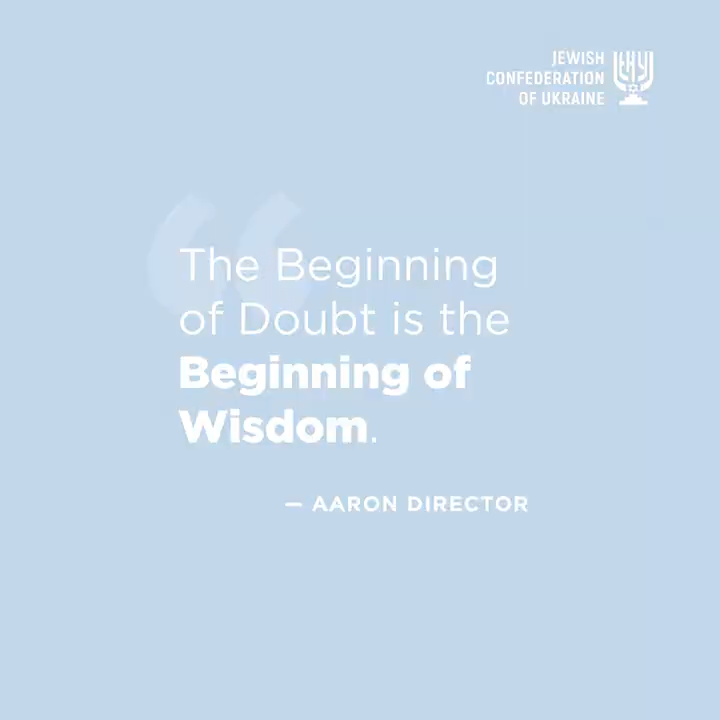 JEWISH
CONFEDERATION
OF UKRAINE
“
The Beginning
of Doubt is the
Beginning of
Wisdom.
— AARON DIRECTOR